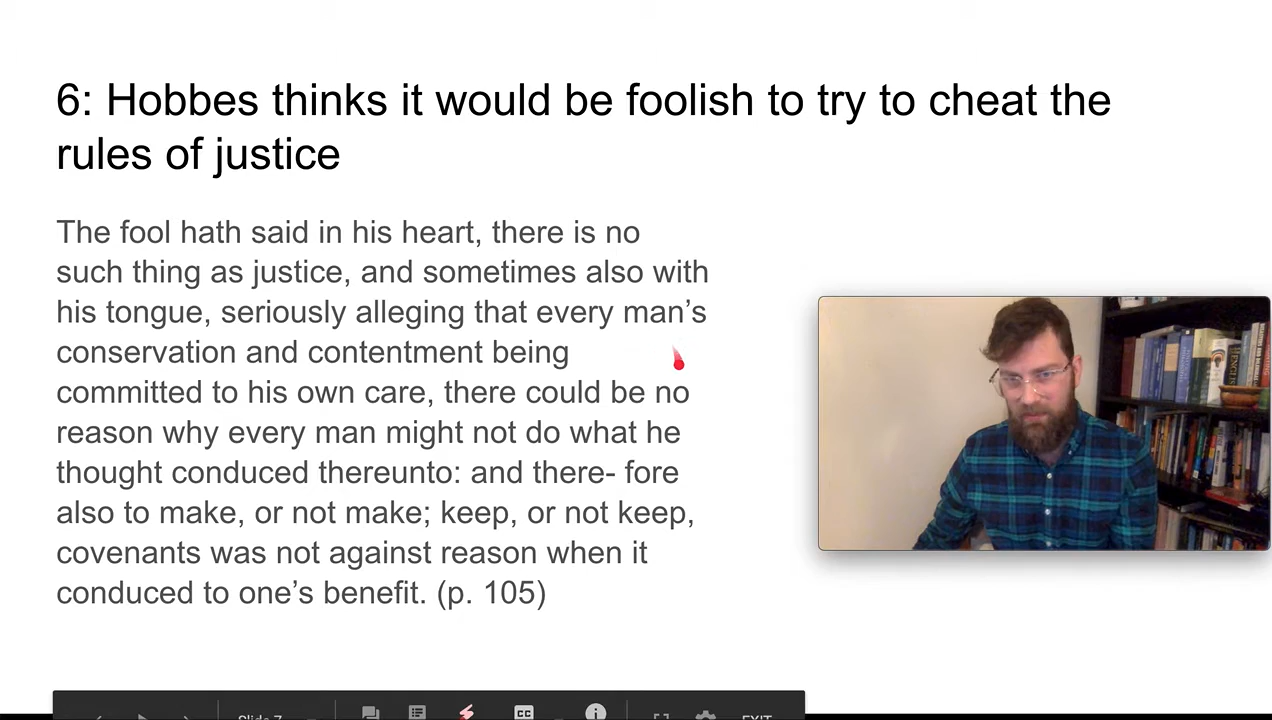 6: Hobbes thinks it would be foolish to try to cheat the
rules of justice
The fool hath said in his heart, there is no
such thing as justice, and sometimes also with
his tongue, seriously alleging that every man’s
conservation and contentment being
committed to his own care, there could be no
reason why every man might not do what he
thought conduced thereunto: and there- fore
also to make, or not make; keep, or not keep,
covenants was not against reason when it
conduced to one’s benefit. (p. 105)
Slide 7
CC
EXIT